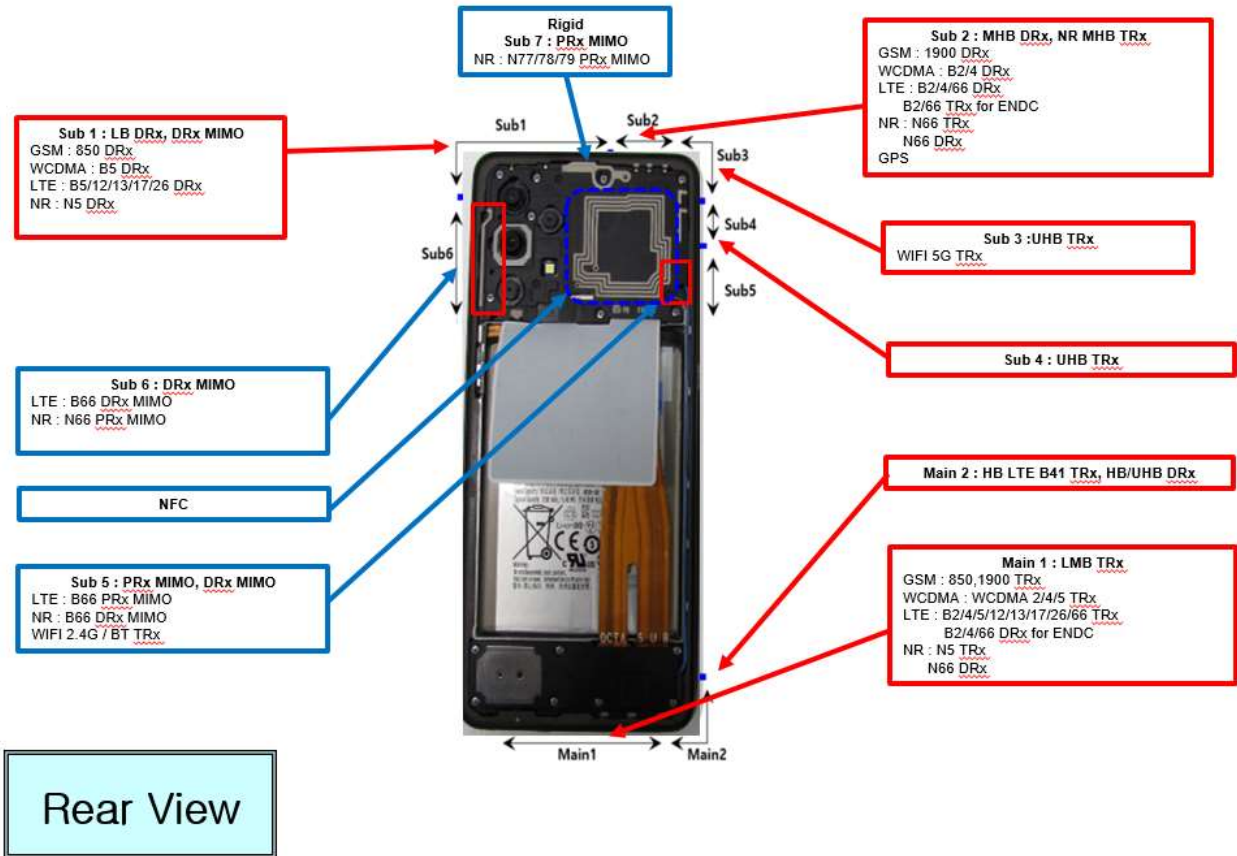 Rigid
Sub 7 : PRx MIMO
NR : N77/78/79 PRx MIMO
Sub 2 : MHB DRx, NR MHB TRx
GSM : 1900 DRx
WCDMA : B2/4 DRx
LTE : B2/4/66 DRx
B2/66 TRx for ENDC
NR : N66 TRx
N66 DRx
GPS
Sub 1 : LB DRx, DRx MIMO
GSM : 850 DRx
WCDMA : B5 DRx
LTE : B5/12/13/17/26 DRx
NR : N5 DRx
Sub1
Sub2
Sub3
Sub4
Sub5
Sub6
Sub 3 :UHB TRx
WIFI 5G TRx
Sub 4 : UHB TRx
Sub 6 : DRx MIMO
LTE : B66 DRx MIMO
NR : N66 PRx MIMO
NFC
Main 2 : HB LTE B41 TRx, HB/UHB DRx
Sub 5 : PRx MIMO, DRx MIMO
LTE : B66 PRx MIMO
NR : B66 DRx MIMO
WIFI 2.4G / BT TRx
Main 1 : LMB TRx
GSM : 850,1900 TRx
WCDMA : WCDMA 2/4/5 TRx
LTE : B2/4/5/12/13/17/26/66 TRx
B2/4/66 DRx for ENDC
NR : N5 TRx
N66 DRx
OCTA SUB
Main1
Main2
Rear View